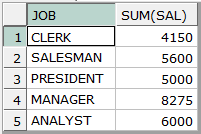 JOB SUM(SAL)
1 CLERK 4150
2 SALESMAN 5600
3 PRESIDENT 5000
4 MANAGER 8275
5 ANALYST 6000